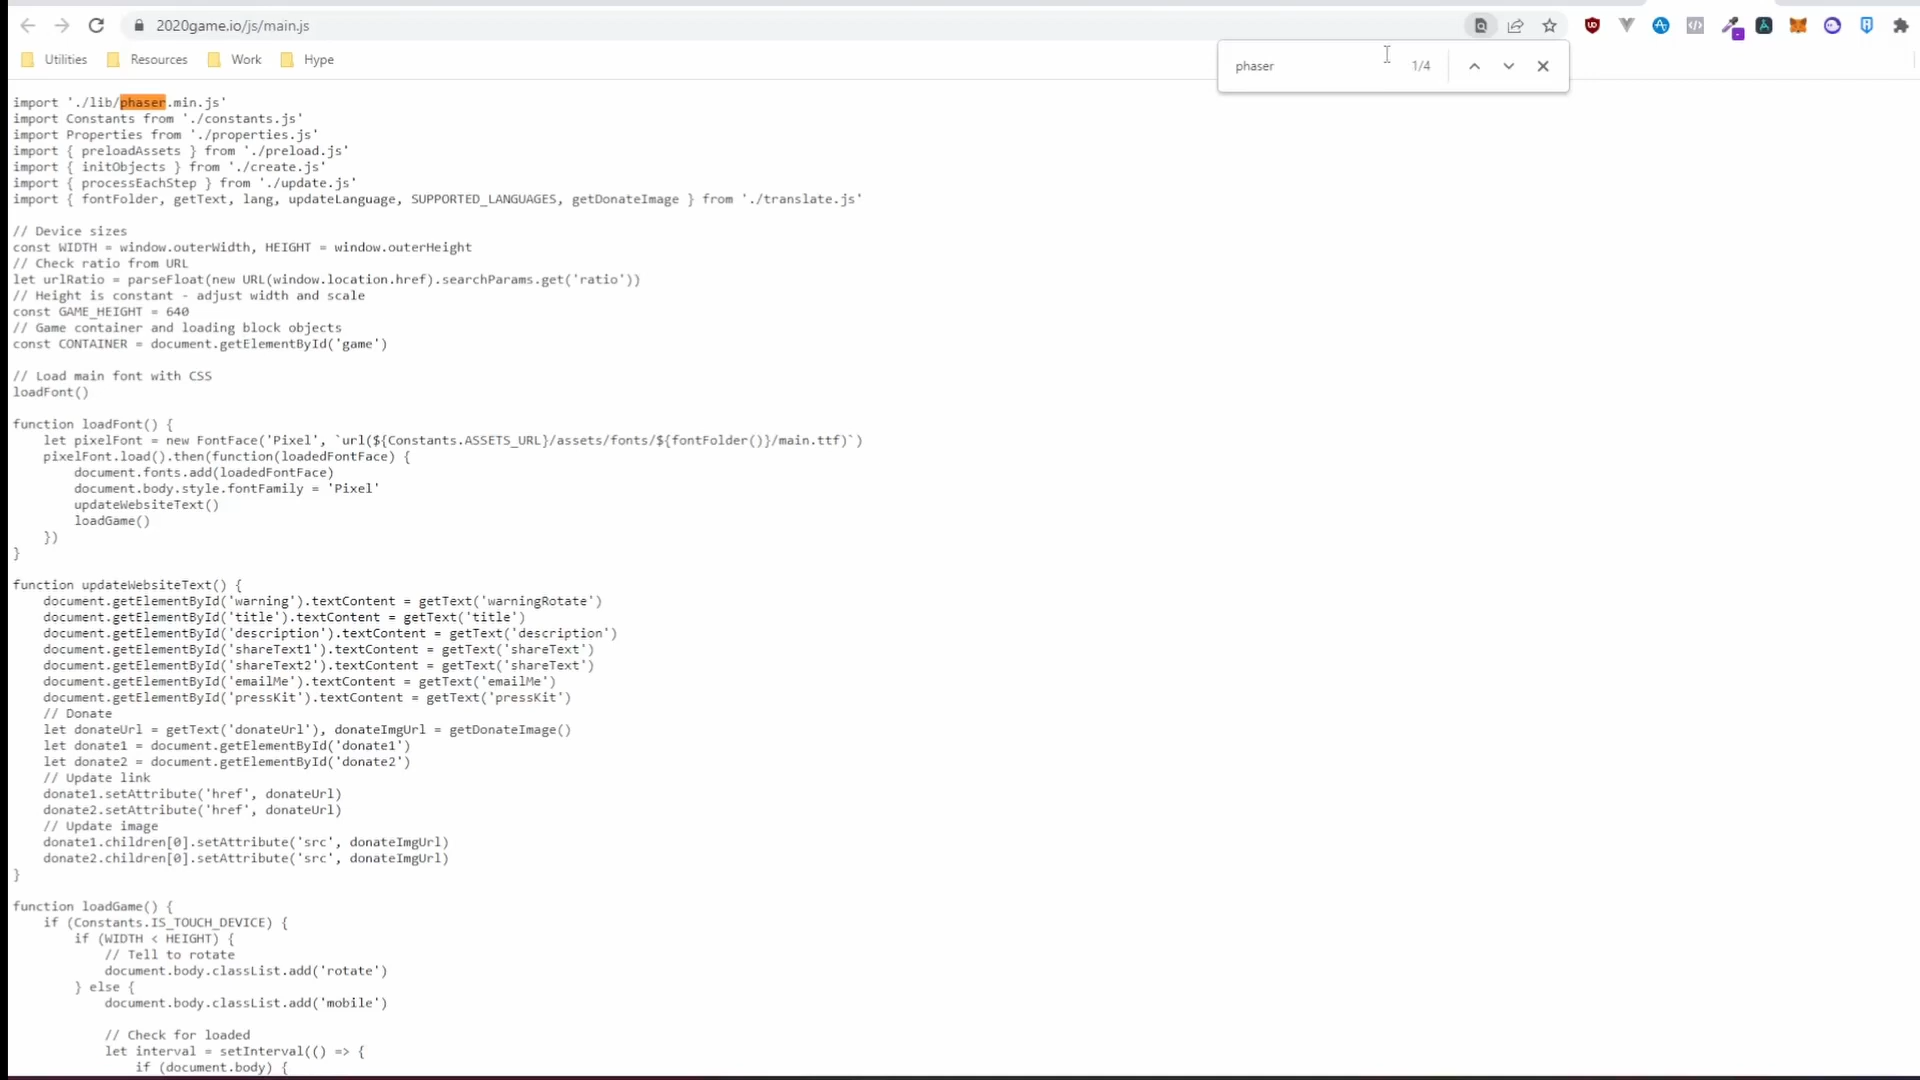 2020game.io/js/main.js
Utilities
Resources
Work
Hype
phaser
1/4
import './lib/phaser.min.js'
import Constants from './constants.js'
import Properties from './properties.js'
import { preloadAssets } from './preload.js'
import { initObjects } from './create.js'
import { processEachStep } from './update.js'
import { fontFolder, getText, lang, updateLanguage, SUPPORTED_LANGUAGES, getDonateImage } from './translate.js'
// Device sizes
const WIDTH = window.outerWidth, HEIGHT = window.outerHeight
// Check ratio from URL
let urlRatio = parseFloat(new URL(window.location.href).searchParams.get('ratio'))
// Height is constant - adjust width and scale
const GAME_HEIGHT = 640
// Game container and loading block objects
const CONTAINER = document.getElementById('game')
// Load main font with CSS
loadFont()
function loadFont() {
    let pixelFont = new FontFace('Pixel', `url(${Constants.ASSETS_URL}/assets/fonts/${fontFolder()}/main.ttf)`)
    pixelFont.load().then(function(loadedFontFace) {
        document.fonts.add(loadedFontFace)
        document.body.style.fontFamily = 'Pixel'
        updateWebsiteText()
        loadGame()
    })
}
function updateWebsiteText() {
    document.getElementById('warning').textContent = getText('warningRotate')
    document.getElementById('title').textContent = getText('title')
    document.getElementById('description').textContent = getText('description')
    document.getElementById('shareText1').textContent = getText('shareText')
    document.getElementById('shareText2').textContent = getText('shareText')
    document.getElementById('emailMe').textContent = getText('emailMe')
    document.getElementById('pressKit').textContent = getText('pressKit')
    // Donate
    let donateUrl = getText('donateUrl'), donateImgUrl = getDonateImage()
    let donate1 = document.getElementById('donate1')
    let donate2 = document.getElementById('donate2')
    // Update link
    donate1.setAttribute('href', donateUrl)
    donate2.setAttribute('href', donateUrl)
    // Update image
    donate1.children[0].setAttribute('src', donateImgUrl)
    donate2.children[0].setAttribute('src', donateImgUrl)
}
function loadGame() {
    if (Constants.IS_TOUCH_DEVICE) {
        if (WIDTH < HEIGHT) {
            // Tell to rotate
            document.body.classList.add('rotate')
        } else {
            document.body.classList.add('mobile')
            // Check for loaded
            let interval = setInterval(() => {
                if (document.body) {